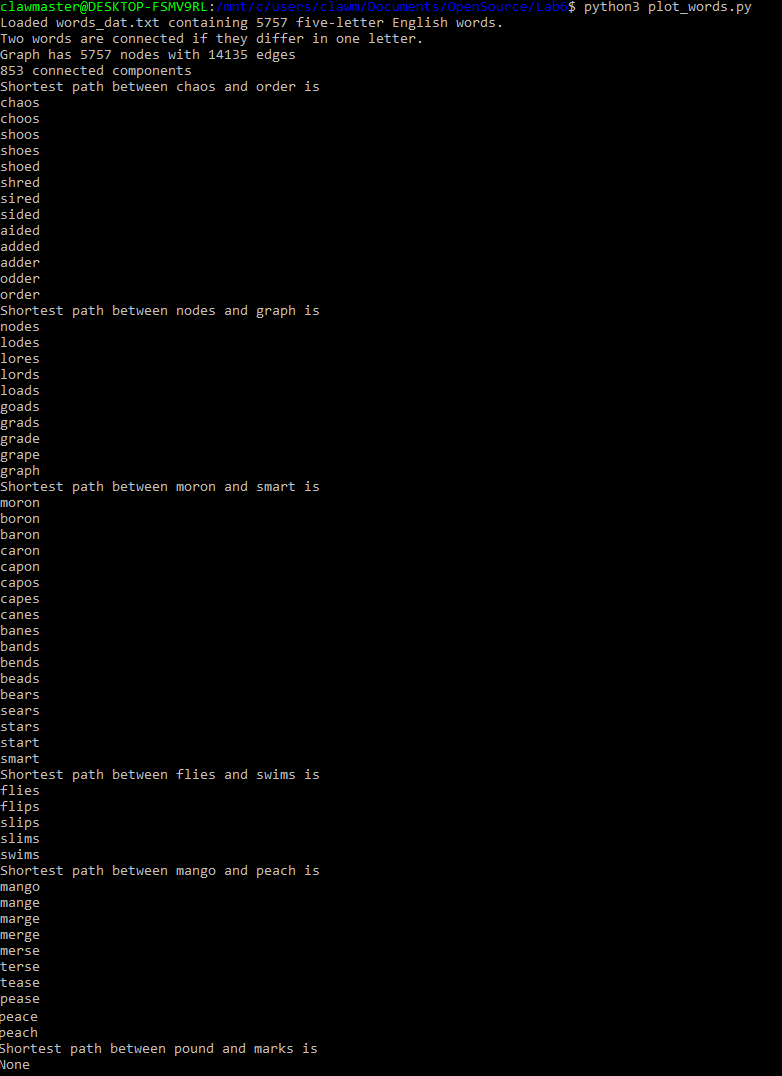 clawmaster@DESKTOP-FSMV9RL:/mnt/c/users/clawm/Documents/OpenSource/Lab6$ python3 plot_words.py
Loaded words_dat.txt containing 5757 five-letter English words.
Two words are connected if they differ in one letter.
Graph has 5757 nodes with 14135 edges
853 connected components
Shortest path between chaos and order is
chaos
choos
shoos
shoes
shoed
shred
sired
sided
aided
added
adder
odder
order
Shortest path between nodes and graph is
nodes
lodes
lores
lords
loads
goads
grads
grade
grape
graph
Shortest path between moron and smart is
moron
boron
baron
caron
capon
capos
capes
canes
banes
bands
bends
beads
bears
sears
stars
start
smart
Shortest path between flies and swims is
flies
flips
slips
slims
swims
Shortest path between mango and peach is
mango
mange
marge
merge
merse
terse
tease
pease
peace
peach
Shortest path between pound and marks is
None